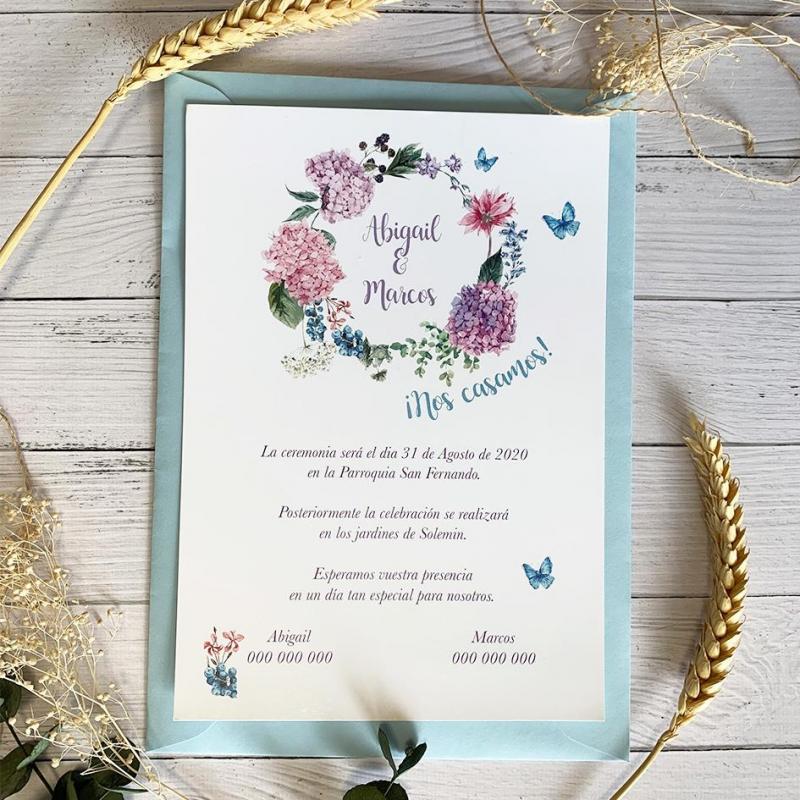 Abigail
&
Marcos
¡Nos casamos!
La ceremonia será el dia 31 de Agosto de 2020
en la Parroquia San Fernando.
Posteriormente la celebración se realizará
en los jardines de Solemin.
Esperamos vuestra presencia
en un día tan especial para nosotros.
Abigail
000 000 000
Marcos
000 000 000